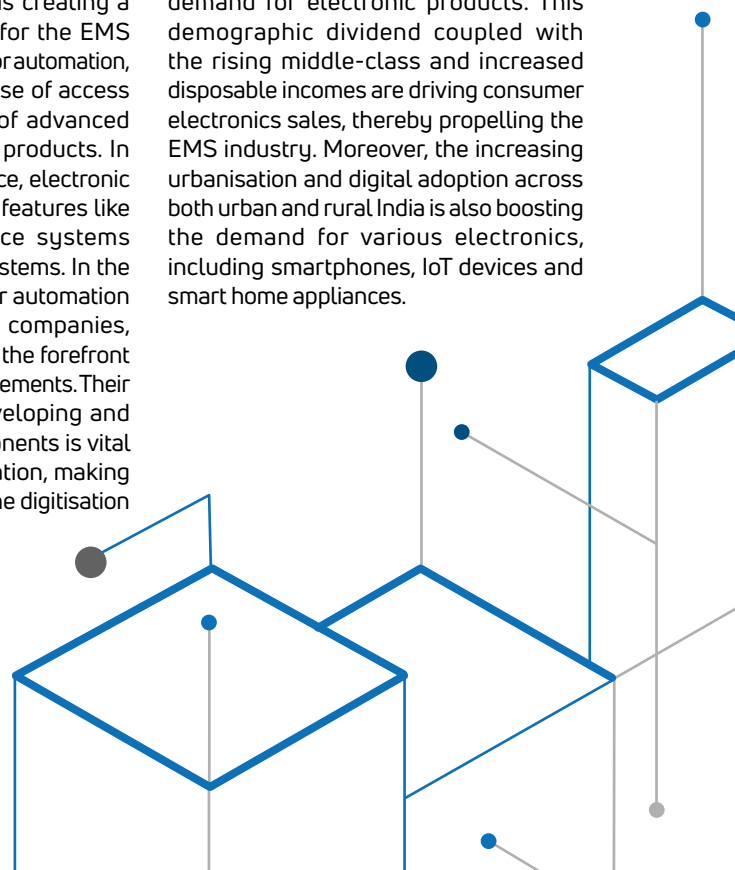 is creating a
for the EMS
or automation,
se of access
of advanced
products. In
ce, electronic
features like
ce systems
stems. In the
r automation
companies,
the forefront
ements. Their
veloping and
onents is vital
ation, making
he digitisation
demand for electronic products. This
demographic dividend coupled with
the rising middle-class and increased
disposable incomes are driving consumer
electronics sales, thereby propelling the
EMS industry. Moreover, the increasing
urbanisation and digital adoption across
both urban and rural India is also boosting
the demand for various electronics,
including smartphones, IoT devices and
smart home appliances.